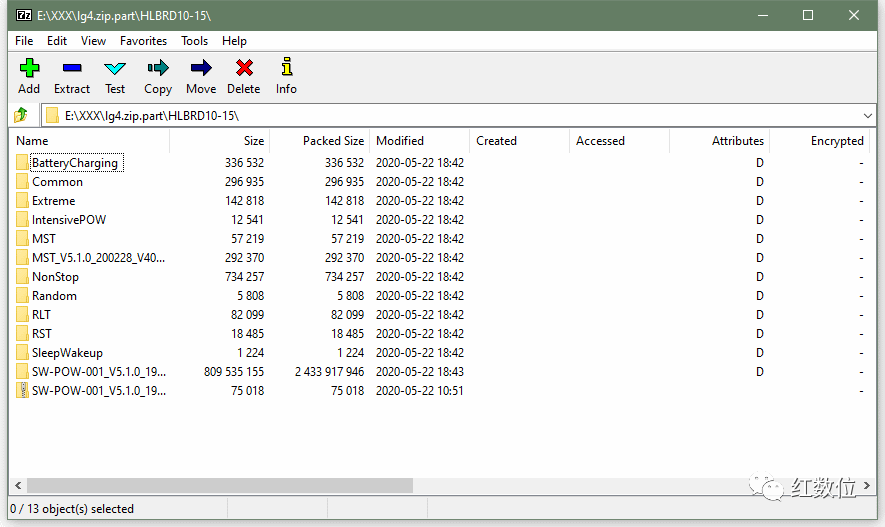 E:\XXX\lg4.zip.part\HLBRD10-15\
File Edit View Favorites Tools Help
Add Extract Test Copy Move Delete Info
E:\XXX\lg4.zip.part\HLBRD10-15\
Name Size Packed Size Modified Created Accessed Attributes Encrypted
BatteryCharging 336 532 336 532 2020-05-22 18:42 D -
Common 296 935 296 935 2020-05-22 18:42 D -
Extreme 142 818 142 818 2020-05-22 18:42 D -
IntensivePOW 12 541 12 541 2020-05-22 18:42 D -
MST 57 219 57 219 2020-05-22 18:42 D -
MST_V5.1.0_200228_V40... 292 370 292 370 2020-05-22 18:42 D -
NonStop 734 257 734 257 2020-05-22 18:42 D -
Random 5 808 5 808 2020-05-22 18:42 D -
RLT 82 099 82 099 2020-05-22 18:42 D -
RST 18 485 18 485 2020-05-22 18:42 D -
SleepWakeup 1 224 1 224 2020-05-22 18:42 D -
SW-POW-001_V5.1.0_19... 809 535 155 2 433 917 946 2020-05-22 18:43 D -
SW-POW-001_V5.1.0_19... 75 018 75 018 2020-05-22 10:51 -
红数位
0 / 13 object(s) selected